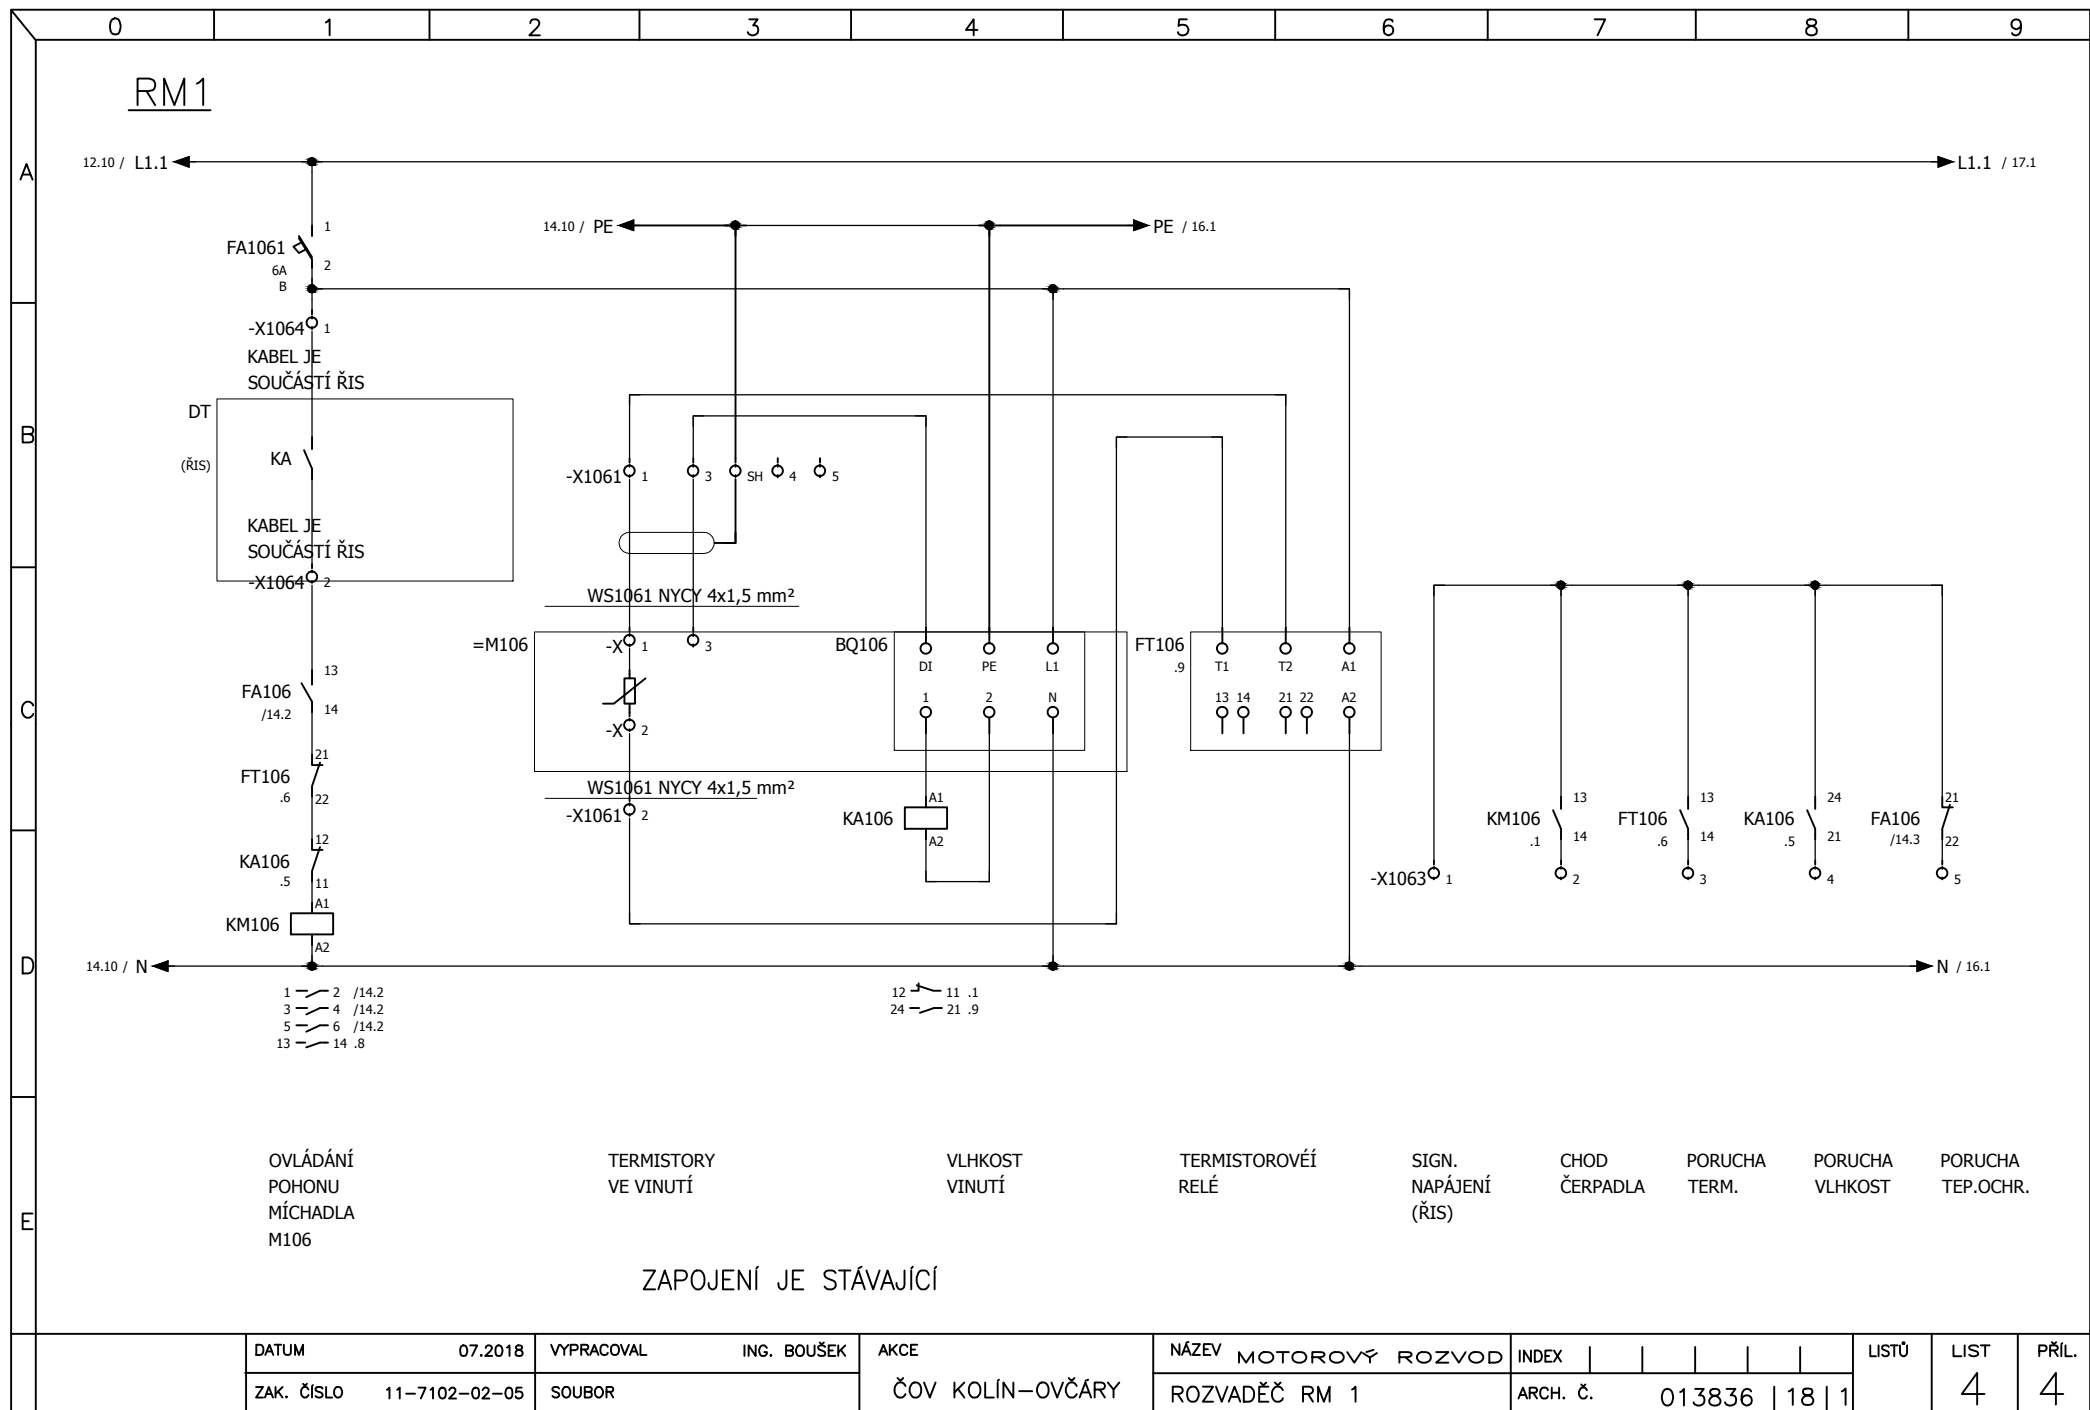 0 1 2 3 4 5 6 7 8 9
RM1
A
12.10 / L1.1
L1.1 / 17.1
14.10 / PE
PE / 16.1
1
FA1061
2
6A
B
-X1064 1
KABEL JE
SOUČÁSTÍ ŘIS
DT
B
(ŘIS)
KA
-X1061 1 3 SH 4 5
KABEL JE
SOUČÁSTÍ ŘIS
-X1064 2
WS1061 NYCY 4x1,5 mm²
=M106 -X 1 3
BQ106 DI PE L1
FT106 T1 T2 A1
.9
13
FA106
/14.2 14
C
1 2 N
13 14 21 22 A2
-X 2
21
FT106
.6 22
WS1061 NYCY 4x1,5 mm²
-X1061 2
A1
KA106
A2
13 13 24 21
KM106 FT106 KA106 FA106
.1 14 .6 14 .5 21 /14.3 22
12
KA106
.5 11
-X1063 1 2 3 4 5
A1
KM106
A2
D
14.10 / N
N / 16.1
1 2 /14.2
3 4 /14.2
5 6 /14.2
13 14 .8
12 11 .1
24 21 .9
E
OVLÁDÁNÍ
POHONU
MÍCHADLA
M106
TERMISTORY
VE VINUTÍ
VLHKOST
VINUTÍ
TERMISTOROVÉÍ
RELÉ
SIGN.
NAPÁJENÍ
(ŘIS)
CHOD
ČERPADLA
PORUCHA
TERM.
PORUCHA
VLHKOST
PORUCHA
TEP.OCHR.
ZAPOJENÍ JE STÁVAJÍCÍ
DATUM 07.2018
ZAK. ČÍSLO 11-7102-02-05
VYPRACOVAL ING. BOUŠEK
SOUBOR
AKCE
ČOV KOLÍN-OVČÁRY
NÁZEV MOTOROVÝ ROZVOD
ROZVADĚČ RM 1
INDEX
ARCH. Č. 013836 18 1
LISTŮ
LIST
4
PŘÍL.
4